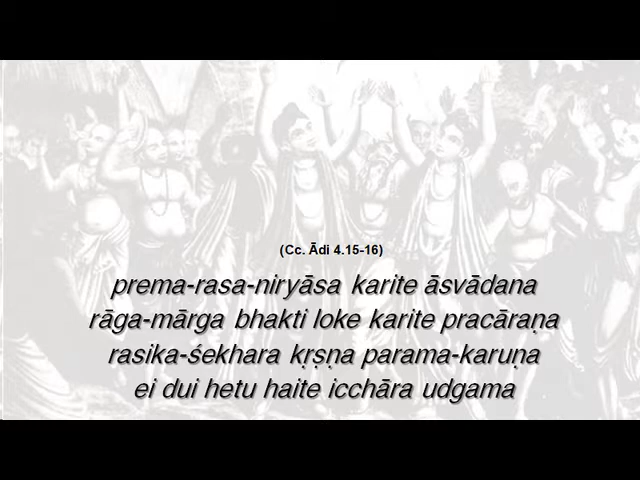 (Cc. Ādi 4.15-16)
prema-rasa-niryāsa karite āsvādana
rāga-mārga bhakti loke karite pracāraṇa
rasika-śekhara kṛṣṇa parama-karuṇa
ei dui hetu haite icchāra udgama